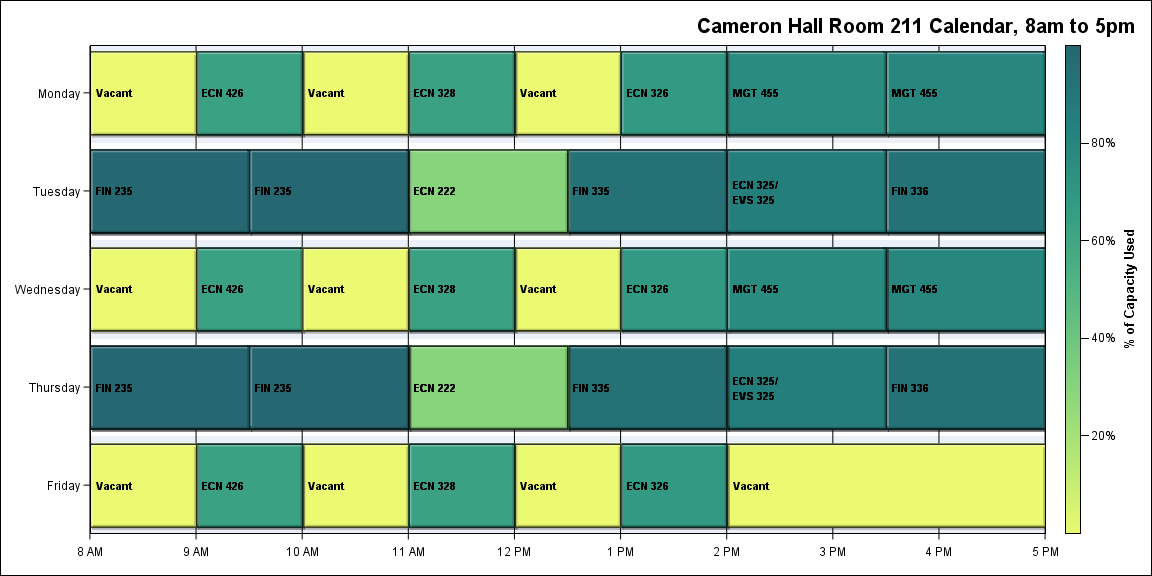 Cameron Hall Room 211 Calendar, 8am to 5pm
Monday
Vacant
ECN 426
Vacant
ECN 328
Vacant
ECN 326
MGT 455
MGT 455
Tuesday
FIN 235
FIN 235
ECN 222
FIN 335
ECN 325/
EVS 325
FIN 336
Wednesday
Vacant
ECN 426
Vacant
ECN 328
Vacant
ECN 326
MGT 455
MGT 455
Thursday
FIN 235
FIN 235
ECN 222
FIN 335
ECN 325/
EVS 325
FIN 336
Friday
Vacant
ECN 426
Vacant
ECN 328
Vacant
ECN 326
Vacant
8 AM
9 AM
10 AM
11 AM
12 PM
1 PM
2 PM
3 PM
4 PM
5 PM
80%
60%
40%
20%
% of Capacity Used